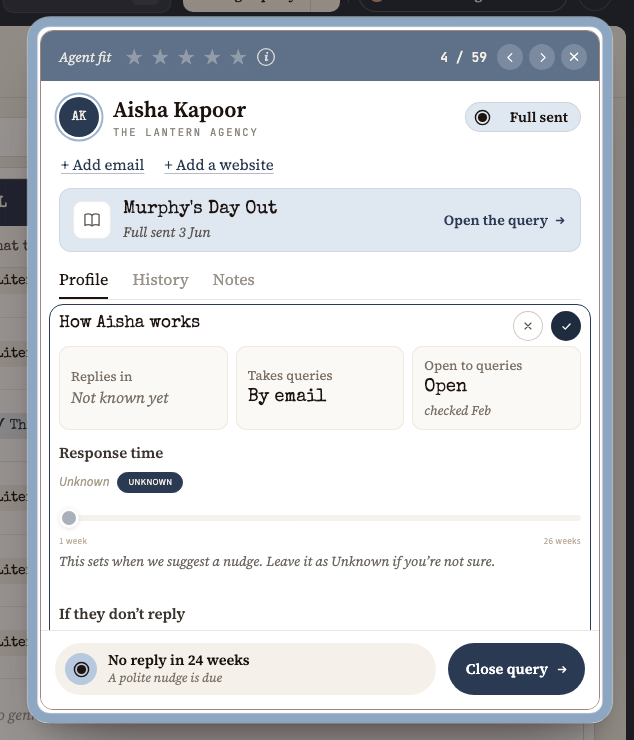 Agent fit
4 / 59
AK
Aisha Kapoor
THE LANTERN AGENCY
Full sent
+ Add email + Add a website
Murphy's Day Out
Full sent 3 Jun
Open the query →
Profile History Notes
How Aisha works
Replies in
Not known yet
Takes queries
By email
Open to queries
Open
checked Feb
Response time
Unknown UNKNOWN
1 week 26 weeks
This sets when we suggest a nudge. Leave it as Unknown if you’re not sure.
If they don’t reply
No reply in 24 weeks
A polite nudge is due
Close query →